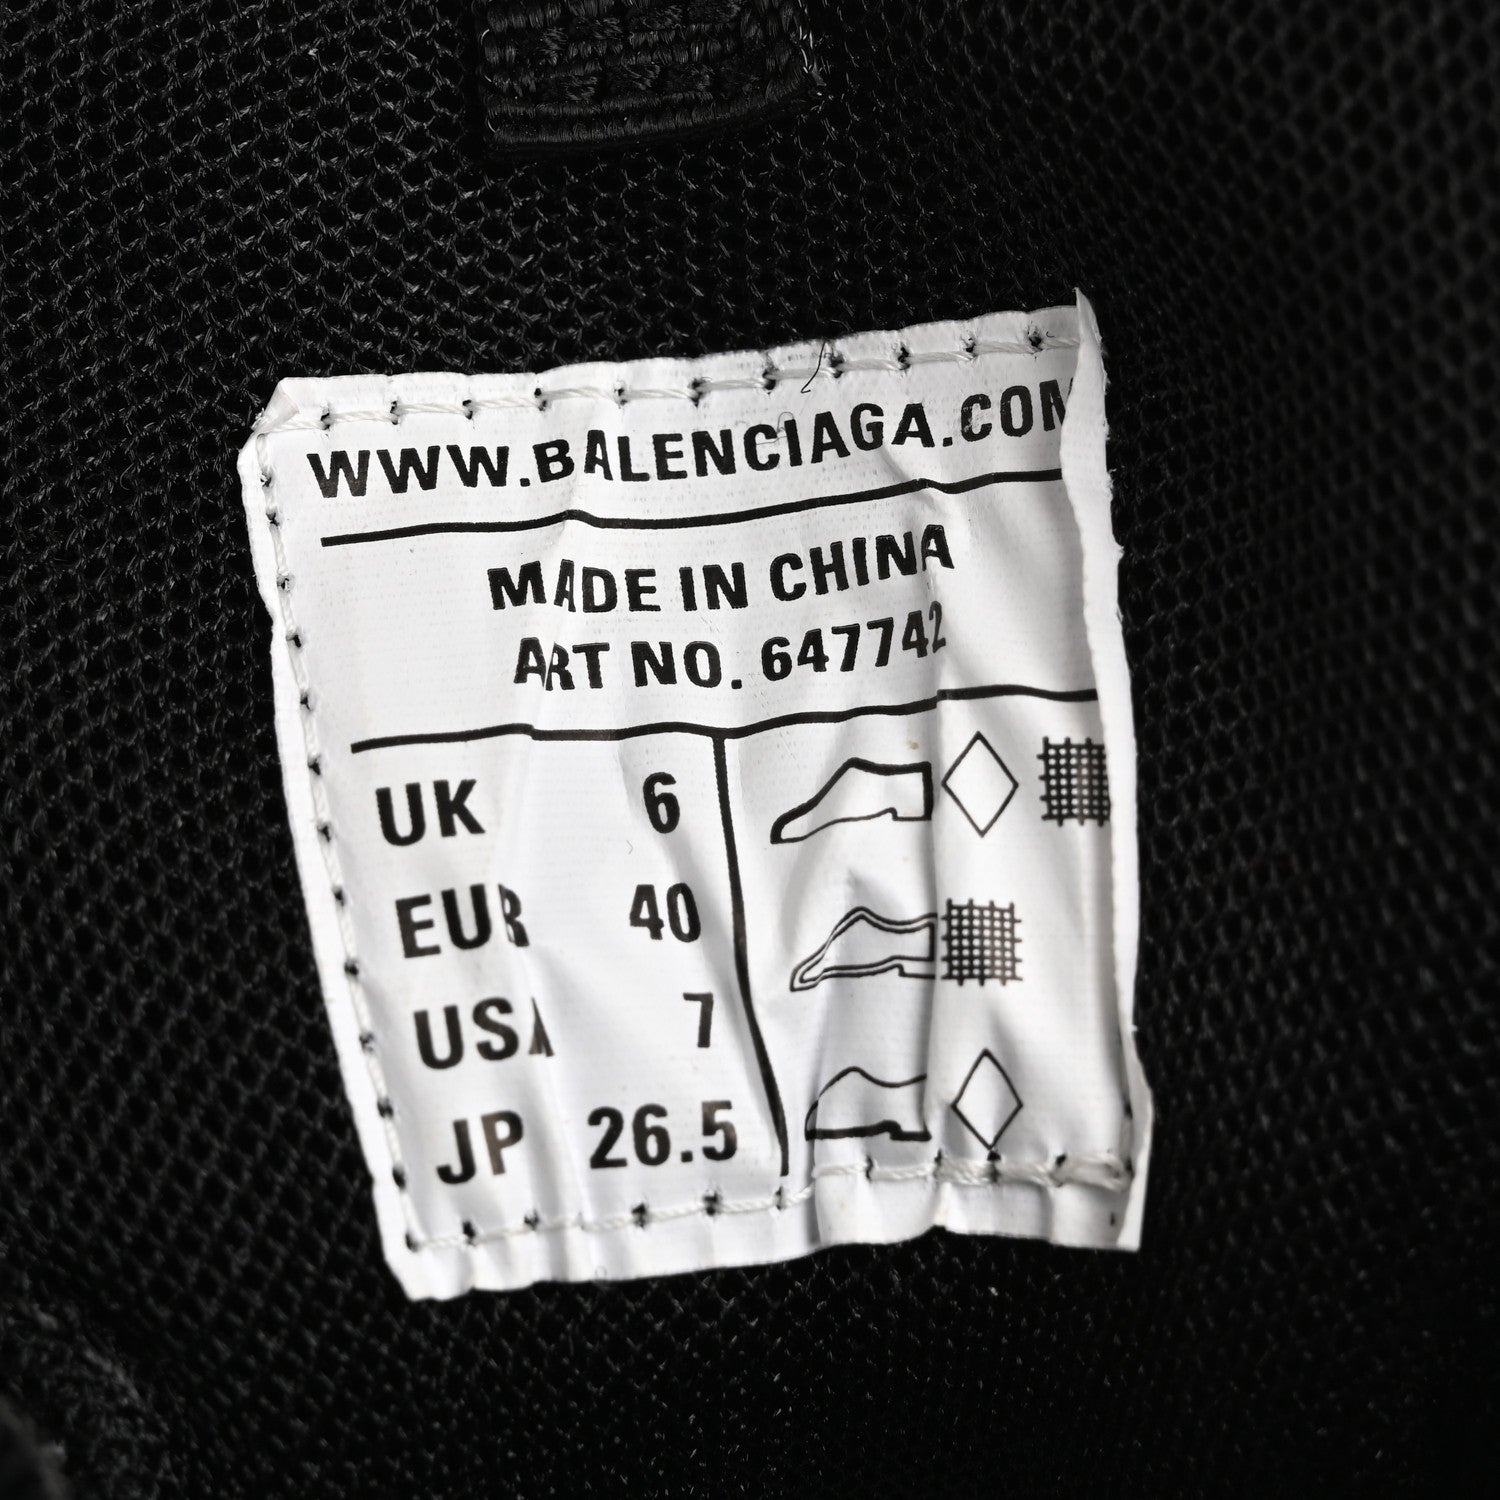 WWW.BALENCIAGA.COM
MADE IN CHINA
ART NO. 647742
UK 6
EUR 40
USA 7
JP 26.5